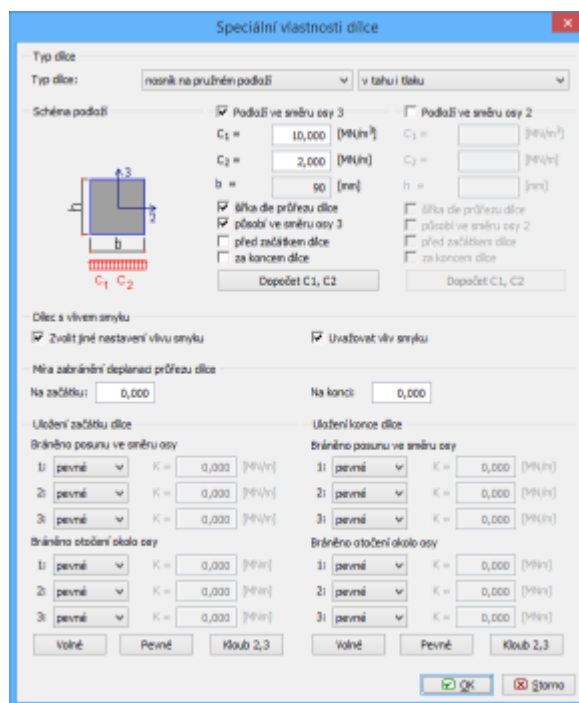 Speciální vlastnosti dílce
Typ dílce
Typ dílce: nosník na pružném podloží v tahu i tlaku
Schéma podloží
3
2
h
b
C1 C2
Podloží ve směru osy 3
C1 = 10,000 [MN/m³]
C2 = 2,000 [MN/m]
b = 90 [mm]
šířka dle průřezu dílce
působí ve směru osy 3
před začátkem dílce
za koncem dílce
Dopočet C1, C2
Podloží ve směru osy 2
C1 = [MN/m³]
C2 = [MN/m]
h = [mm]
šířka dle průřezu dílce
působí ve směru osy 2
před začátkem dílce
za koncem dílce
Dopočet C1, C2
Dílec s vlivem smyku
Zvolit jiné nastavení vlivu smyku Uvažovat vliv smyku
Míra zabránění deplanaci průřezu dílce
Na začátku: 0,000 Na konci: 0,000
Uložení začátku dílce
Bráněno posunu ve směru osy
1: pevné K = 0,000 [MN/m]
2: pevné K = 0,000 [MN/m]
3: pevné K = 0,000 [MN/m]
Bráněno otočení okolo osy
1: pevné K = 0,000 [MNm]
2: pevné K = 0,000 [MNm]
3: pevné K = 0,000 [MNm]
Volné Pevné Kloub 2,3
Uložení konce dílce
Bráněno posunu ve směru osy
1: pevné K = 0,000 [MN/m]
2: pevné K = 0,000 [MN/m]
3: pevné K = 0,000 [MN/m]
Bráněno otočení okolo osy
1: pevné K = 0,000 [MNm]
2: pevné K = 0,000 [MNm]
3: pevné K = 0,000 [MNm]
Volné Pevné Kloub 2,3
OK Storno